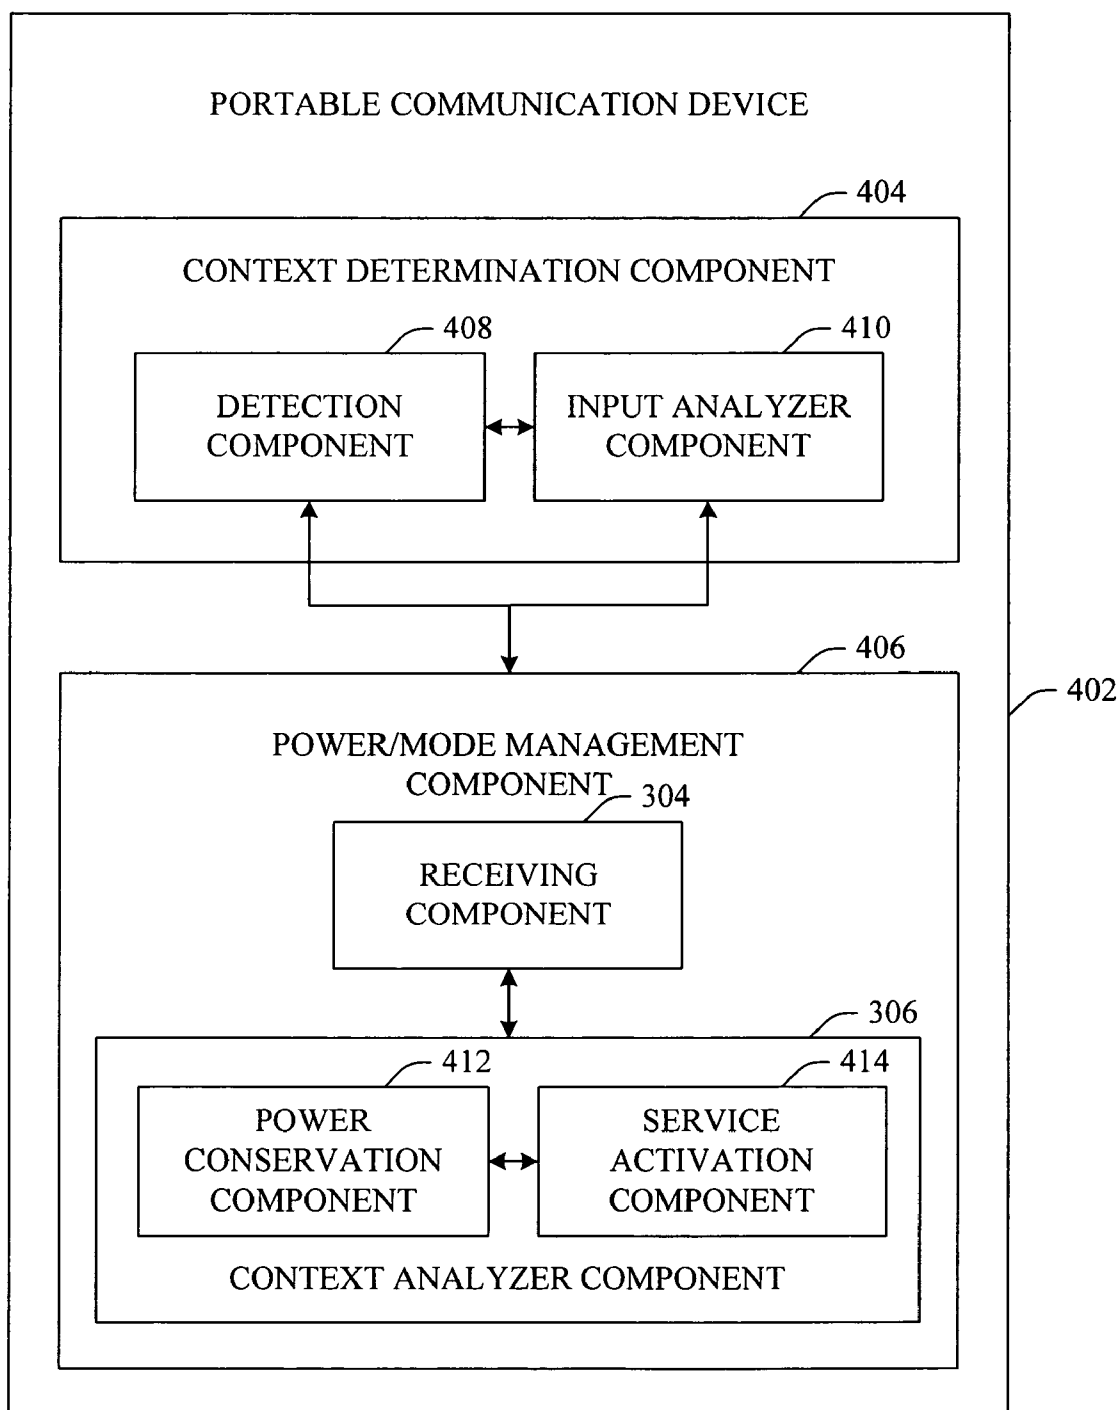 PORTABLE COMMUNICATION DEVICE
404
CONTEXT DETERMINATION COMPONENT
408
410
DETECTION
COMPONENT
INPUT ANALYZER
COMPONENT
406
402
POWER/MODE MANAGEMENT
COMPONENT
304
RECEIVING
COMPONENT
306
412
414
POWER
CONSERVATION
COMPONENT
SERVICE
ACTIVATION
COMPONENT
CONTEXT ANALYZER COMPONENT